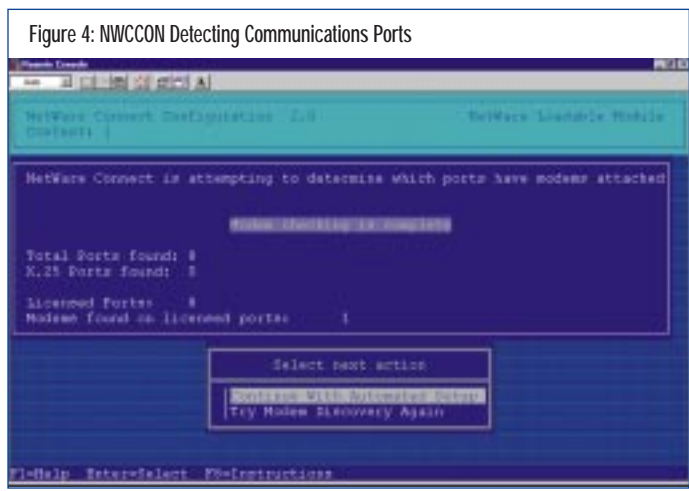 Figure 4: NWCCON Detecting Communications Ports
Remote Console
NetWare Connect Configuration 2.0 NetWare Loadable Module
Context:
NetWare Connect is attempting to determine which ports have modems attached
Modem checking is complete
Total Ports found:
X.25 Ports found:
Licensed Ports:
Modems found on licensed ports: 1
Select next action
Continue With Automated Setup
Try Modem Discovery Again
F1=Help Enter=Select F8=Instructions